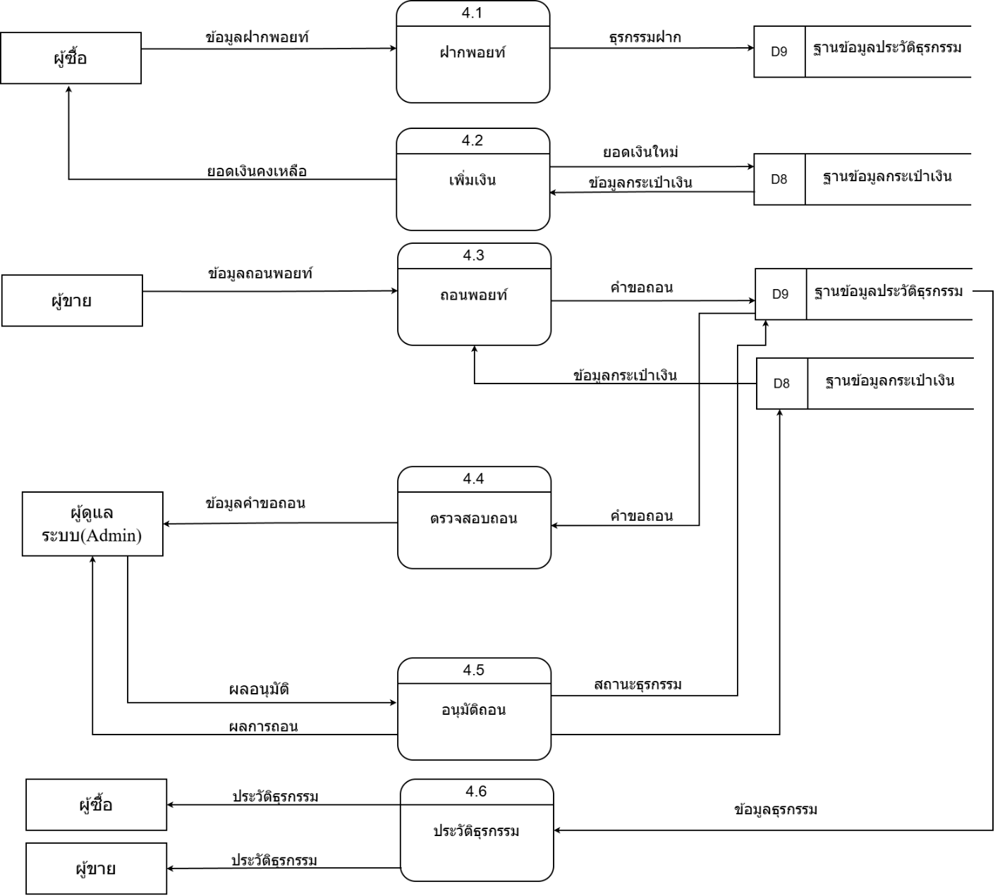 4.1
ข้อมูลฝากพอยท์
ธุรกรรมฝาก
ผู้ซื้อ
ฝากพอยท์
D9
ฐานข้อมูลประวัติธุรกรรม
4.2
ยอดเงินใหม่
ยอดเงินคงเหลือ
เพิ่มเงิน
ข้อมูลกระเป๋าเงิน
D8
ฐานข้อมูลกระเป๋าเงิน
4.3
ข้อมูลถอนพอยท์
คำขอถอน
ผู้ขาย
ถอนพอยท์
D9
ฐานข้อมูลประวัติธุรกรรม
ข้อมูลกระเป๋าเงิน
D8
ฐานข้อมูลกระเป๋าเงิน
4.4
ข้อมูลคำขอถอน
ผู้ดูแล
ระบบ(Admin)
ตรวจสอบถอน
คำขอถอน
4.5
ผลอนุมัติ
สถานะธุรกรรม
อนุมัติถอน
ผลการถอน
4.6
ประวัติธุรกรรม
ผู้ซื้อ
ข้อมูลธุรกรรม
ประวัติธุรกรรม
ประวัติธุรกรรม
ผู้ขาย